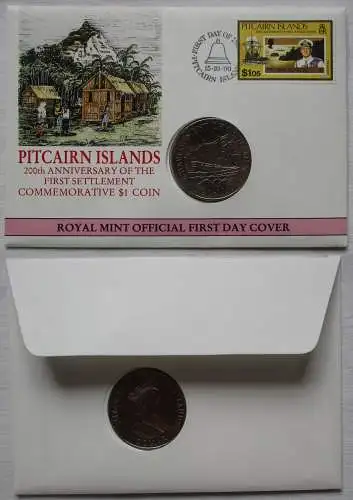 PITCAIRN ISLANDS
$1.05
FIRST DAY OF
PITCAIRN
PITCAIRN ISLANDS
200th ANNIVERSARY OF THE
FIRST SETTLEMENT
COMMEMORATIVE $1 COIN
ROYAL MINT OFFICIAL FIRST DAY COVER